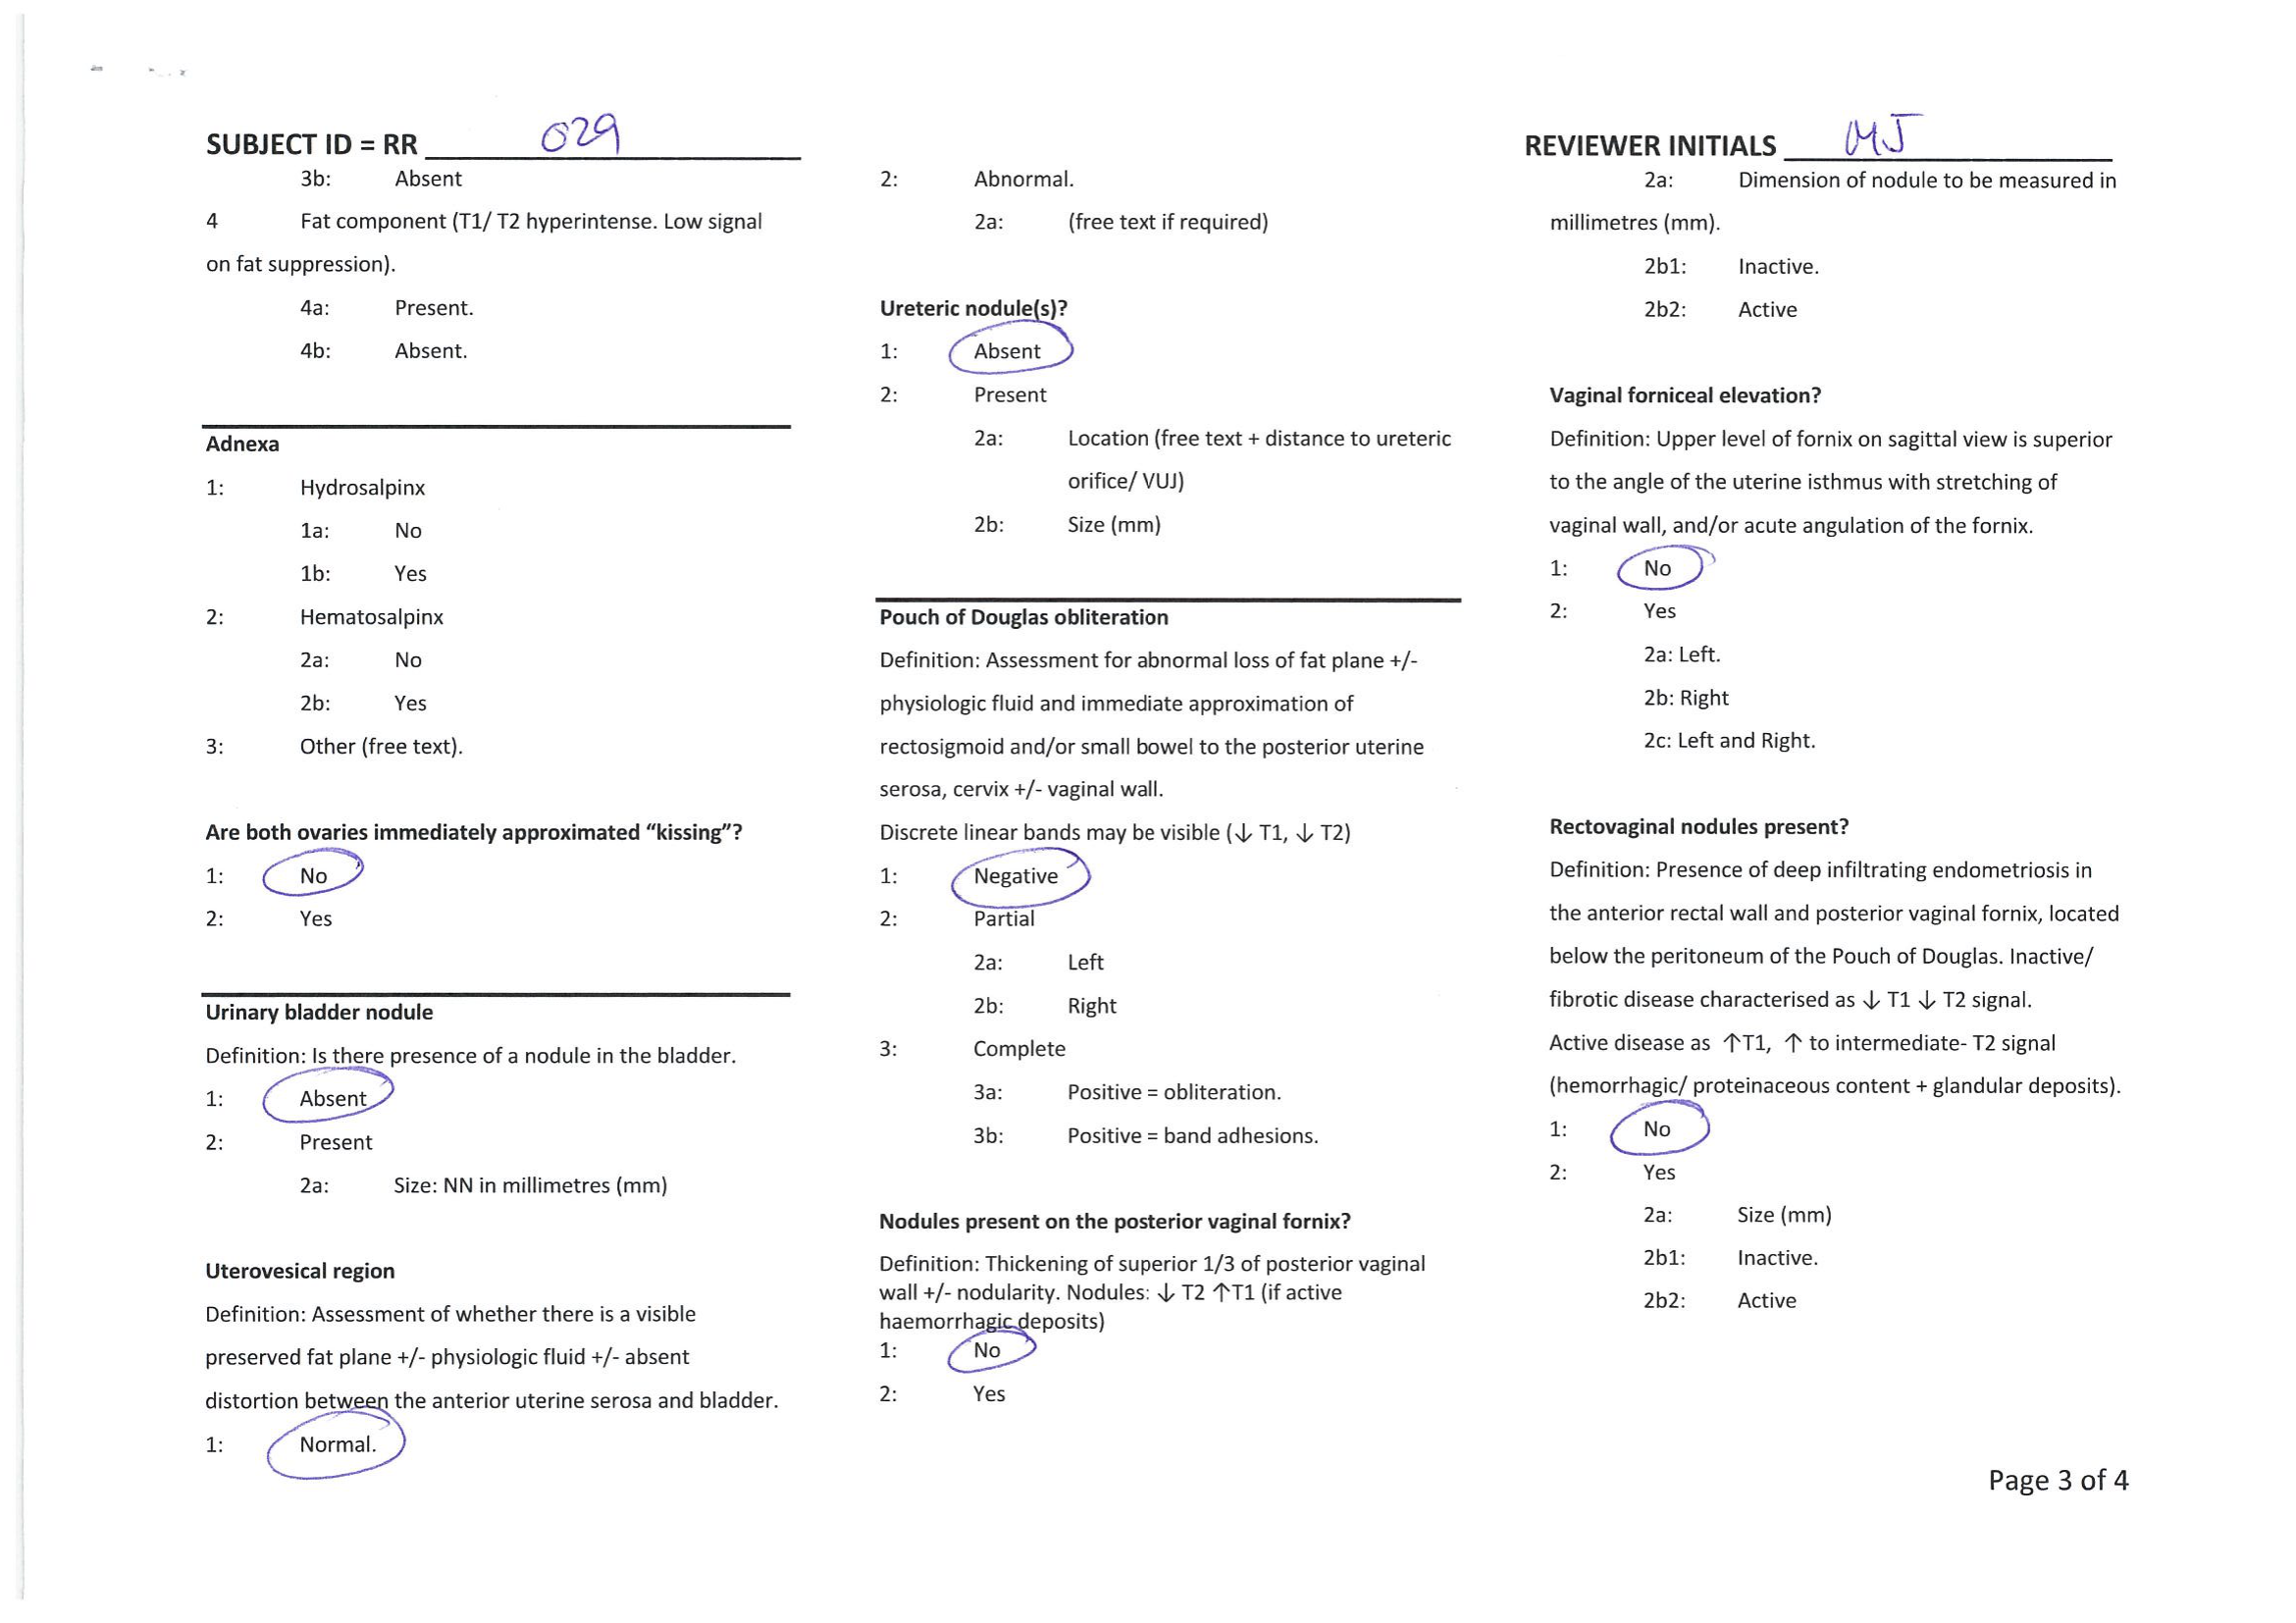 SUBJECT ID = RR 029
3b: Absent
4 Fat component (T1/ T2 hyperintense. Low signal
on fat suppression).
4a: Present.
4b: Absent.
Adnexa
1: Hydrosalpinx
1a: No
1b: Yes
2: Hematosalpinx
2a: No
2b: Yes
3: Other (free text).
Are both ovaries immediately approximated “kissing”?
1: No
2: Yes
Urinary bladder nodule
Definition: Is there presence of a nodule in the bladder.
1: Absent
2: Present
2a: Size: NN in millimetres (mm)
Uterovesical region
Definition: Assessment of whether there is a visible
preserved fat plane +/- physiologic fluid +/- absent
distortion between the anterior uterine serosa and bladder.
1: Normal.
2: Abnormal.
2a: (free text if required)
Ureteric nodule(s)?
1: Absent
2: Present
2a: Location (free text + distance to ureteric
orifice/ VUJ)
2b: Size (mm)
Pouch of Douglas obliteration
Definition: Assessment for abnormal loss of fat plane +/-
physiologic fluid and immediate approximation of
rectosigmoid and/or small bowel to the posterior uterine
serosa, cervix +/- vaginal wall.
Discrete linear bands may be visible (↓ T1, ↓ T2)
1: Negative
2: Partial
2a: Left
2b: Right
3: Complete
3a: Positive = obliteration.
3b: Positive = band adhesions.
Nodules present on the posterior vaginal fornix?
Definition: Thickening of superior 1/3 of posterior vaginal
wall +/- nodularity. Nodules: ↓ T2 ↑T1 (if active
haemorrhagic deposits)
1: No
2: Yes
REVIEWER INITIALS MJ
2a: Dimension of nodule to be measured in
millimetres (mm).
2b1: Inactive.
2b2: Active
Vaginal forniceal elevation?
Definition: Upper level of fornix on sagittal view is superior
to the angle of the uterine isthmus with stretching of
vaginal wall, and/or acute angulation of the fornix.
1: No
2: Yes
2a: Left.
2b: Right
2c: Left and Right.
Rectovaginal nodules present?
Definition: Presence of deep infiltrating endometriosis in
the anterior rectal wall and posterior vaginal fornix, located
below the peritoneum of the Pouch of Douglas. Inactive/
fibrotic disease characterised as ↓ T1 ↓ T2 signal.
Active disease as ↑T1, ↑ to intermediate- T2 signal
(hemorrhagic/ proteinaceous content + glandular deposits).
1: No
2: Yes
2a: Size (mm)
2b1: Inactive.
2b2: Active
Page 3 of 4